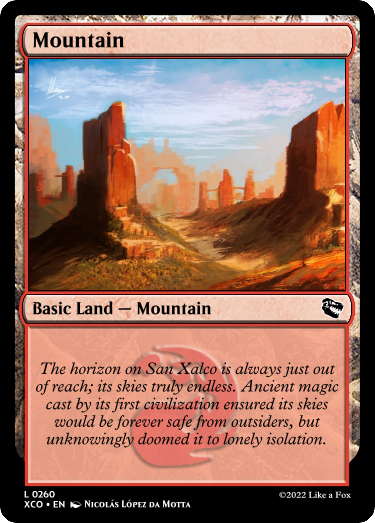 Mountain
Basic Land — Mountain
The horizon on San Xalco is always just out
of reach; its skies truly endless. Ancient magic
cast by its first civilization ensured its skies
would be forever safe from outsiders, but
unknowingly doomed it to lonely isolation.
L 0260
XCO • EN Nicolás López da Motta
©2022 Like a Fox